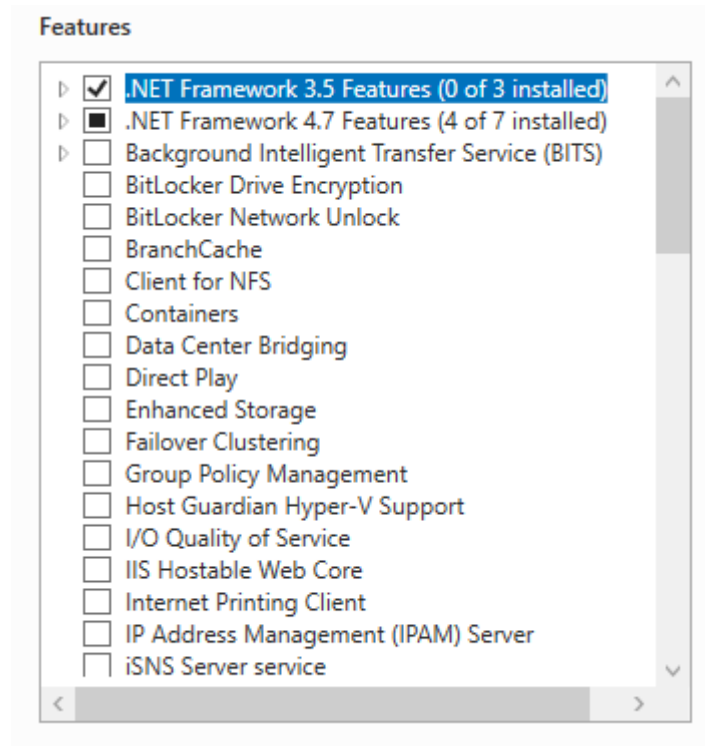 Features
.NET Framework 3.5 Features (0 of 3 installed)
.NET Framework 4.7 Features (4 of 7 installed)
Background Intelligent Transfer Service (BITS)
BitLocker Drive Encryption
BitLocker Network Unlock
BranchCache
Client for NFS
Containers
Data Center Bridging
Direct Play
Enhanced Storage
Failover Clustering
Group Policy Management
Host Guardian Hyper-V Support
I/O Quality of Service
IIS Hostable Web Core
Internet Printing Client
IP Address Management (IPAM) Server
iSNS Server service